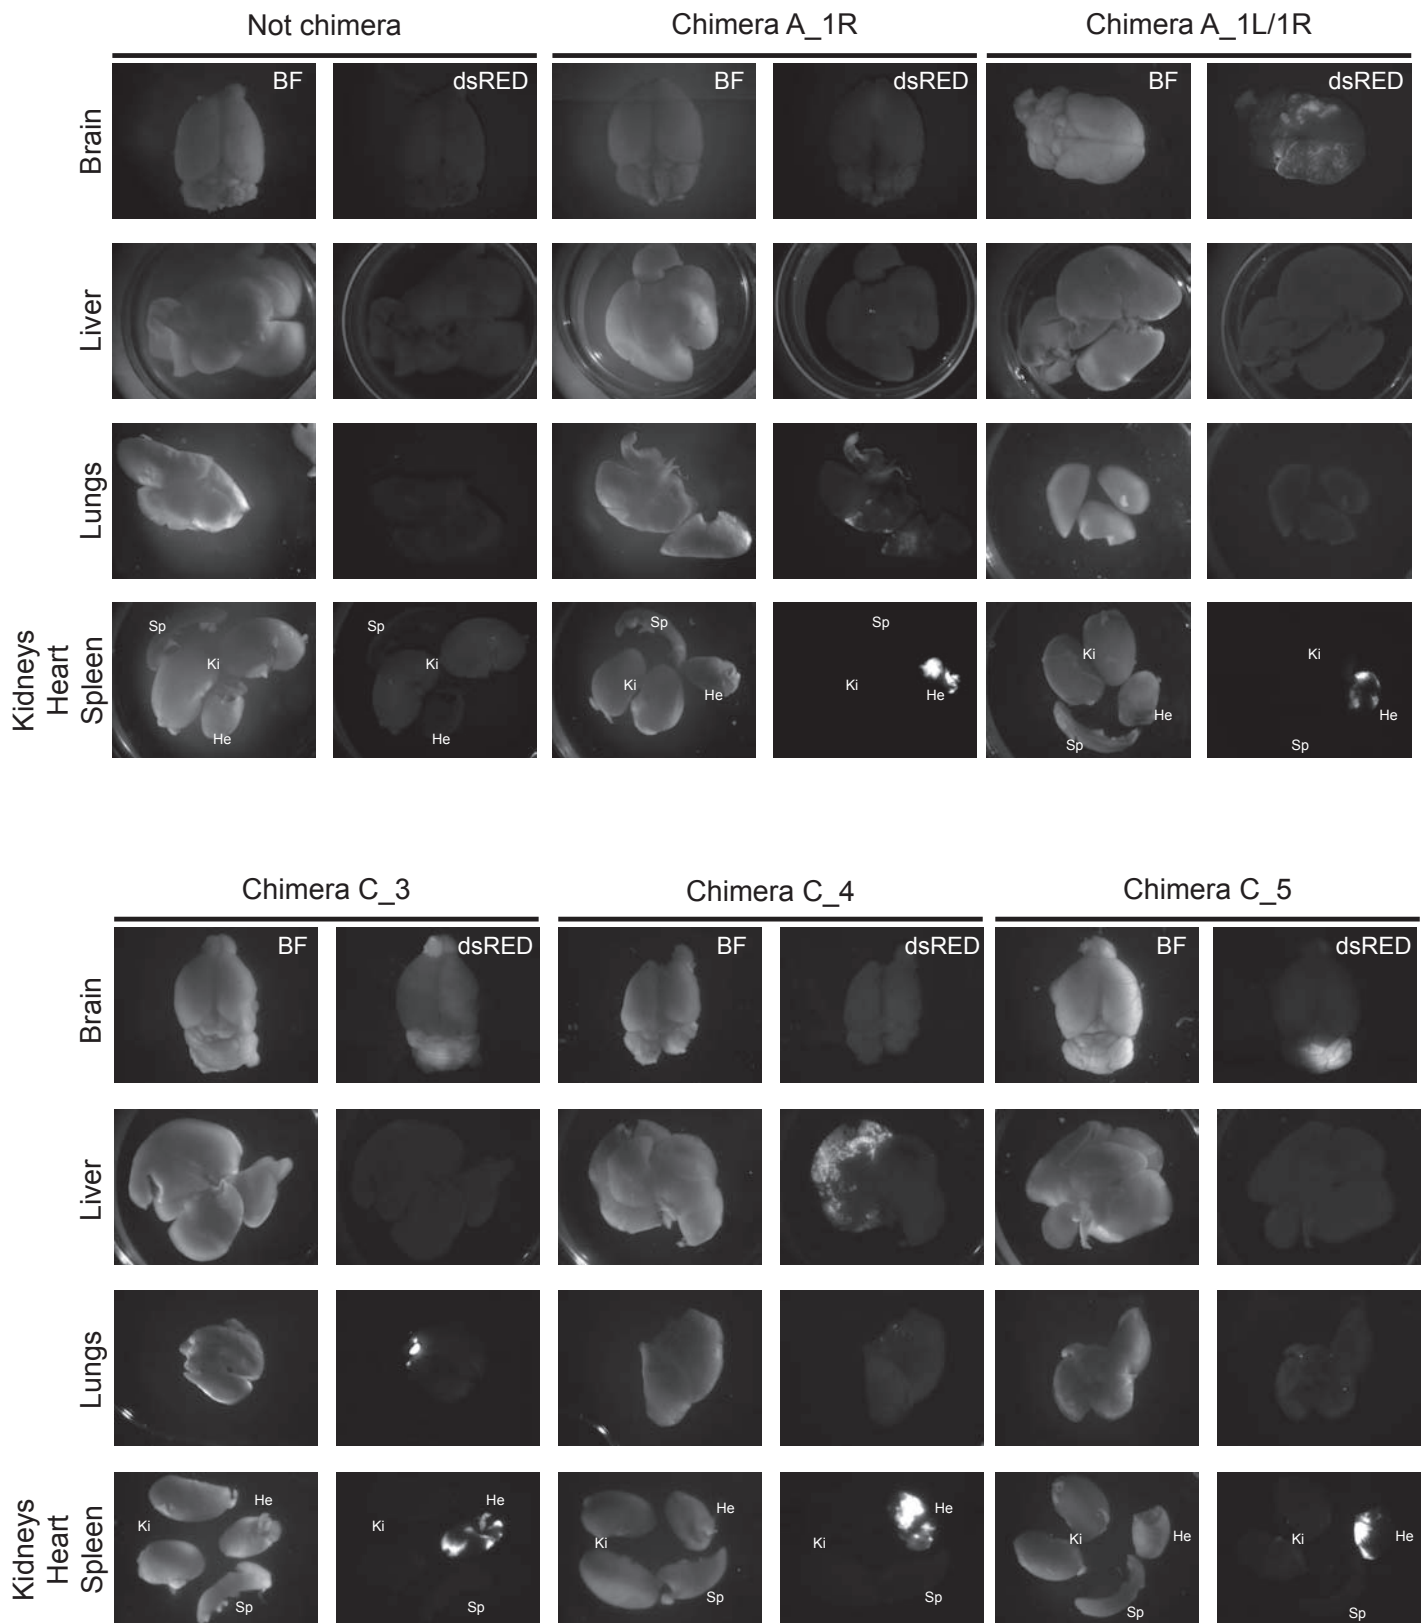 Not chimera
Chimera A_1R
Chimera A_1L/1R
BF
dsRED
BF
dsRED
BF
dsRED
Brain
Liver
Lungs
Kidneys
Heart
Spleen
Sp
Ki
He
Sp
Ki
He
Sp
Ki
He
Sp
Ki
He
Ki
He
Sp
Ki
He
Sp
Chimera C_3
Chimera C_4
Chimera C_5
BF
dsRED
BF
dsRED
BF
dsRED
Brain
Liver
Lungs
Kidneys
Heart
Spleen
He
Ki
Sp
He
Ki
Sp
He
Ki
Sp
He
Ki
Sp
He
Ki
Sp
He
Ki
Sp